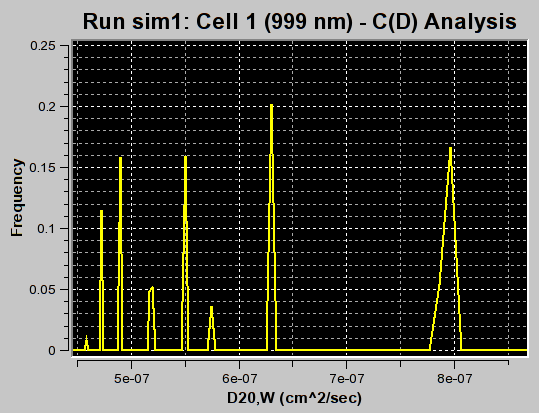 Run sim1: Cell 1 (999 nm) - C(D) Analysis
0.25
0.2
0.15
0.1
0.05
0
Frequency
5e-07 6e-07 7e-07 8e-07
D20,W (cm^2/sec)